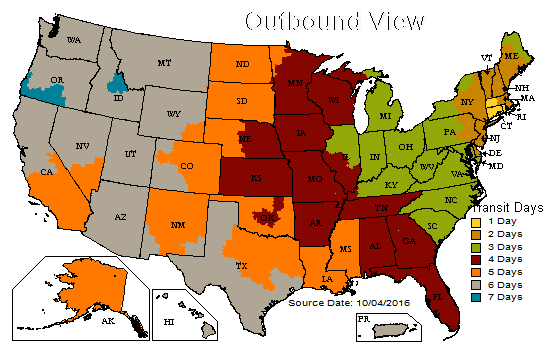 Outbound View
WA
MT
ND
MN
VT
ME
OR
ID
SD
WI
NY
NH
MA
WY
MI
RI
CT
NV
UT
NE
IA
PA
NJ
CO
IN
OH
DE
MD
CA
KS
MO
IL
WV
VA
KY
NC
AZ
NM
OK
AR
TN
SC
TX
LA
MS
AL
GA
FL
AK
HI
PR
Transit Days
1 Day
2 Days
3 Days
4 Days
5 Days
6 Days
7 Days
Source Date: 10/04/2016